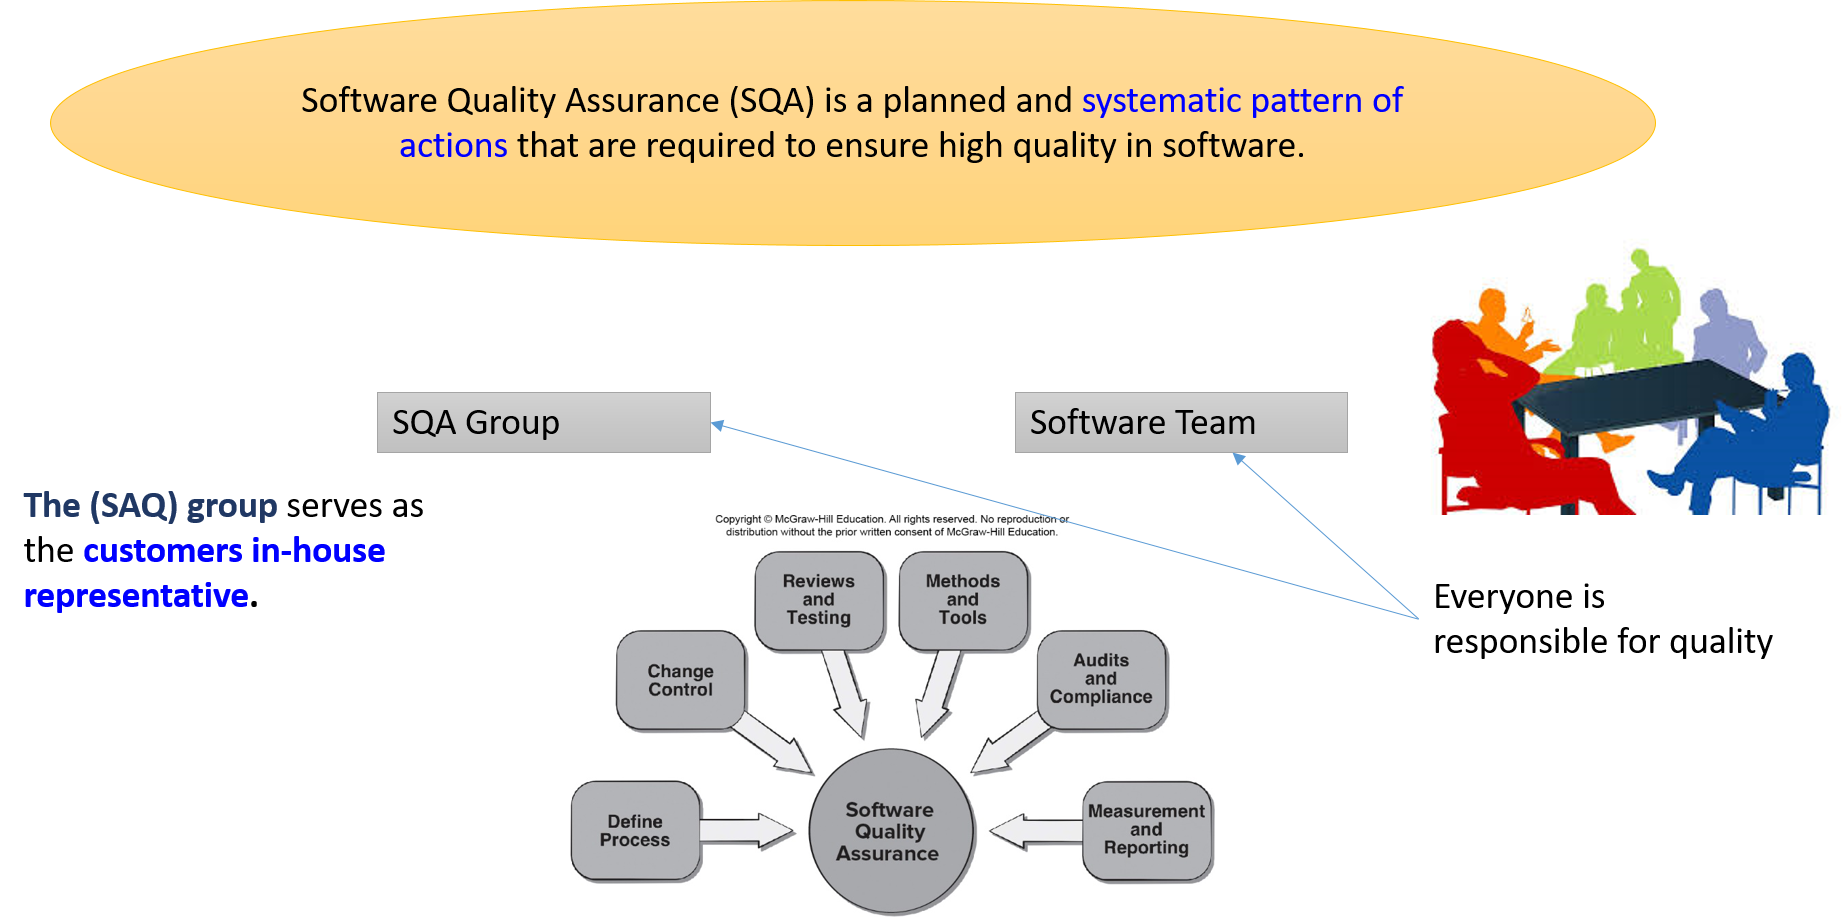 Software Quality Assurance (SQA) is a planned and systematic pattern of
actions that are required to ensure high quality in software.
SQA Group
Software Team
The (SAQ) group serves as
the customers in-house
representative.
Everyone is
responsible for quality
Copyright © McGraw-Hill Education. All rights reserved. No reproduction or
distribution without the prior written consent of McGraw-Hill Education.
Reviews
and
Testing
Methods
and
Tools
Change
Control
Audits
and
Compliance
Define
Process
Software
Quality
Assurance
Measurement
and
Reporting